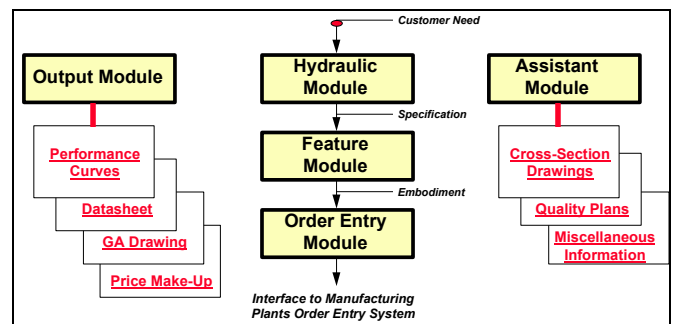 Customer Need
Output Module
Hydraulic
Module
Assistant
Module
Specification
Performance
Curves
Datasheet
GA Drawing
Price Make-Up
Feature
Module
Embodiment
Order Entry
Module
Interface to Manufacturing
Plants Order Entry System
Cross-Section
Drawings
Quality Plans
Miscellaneous
Information